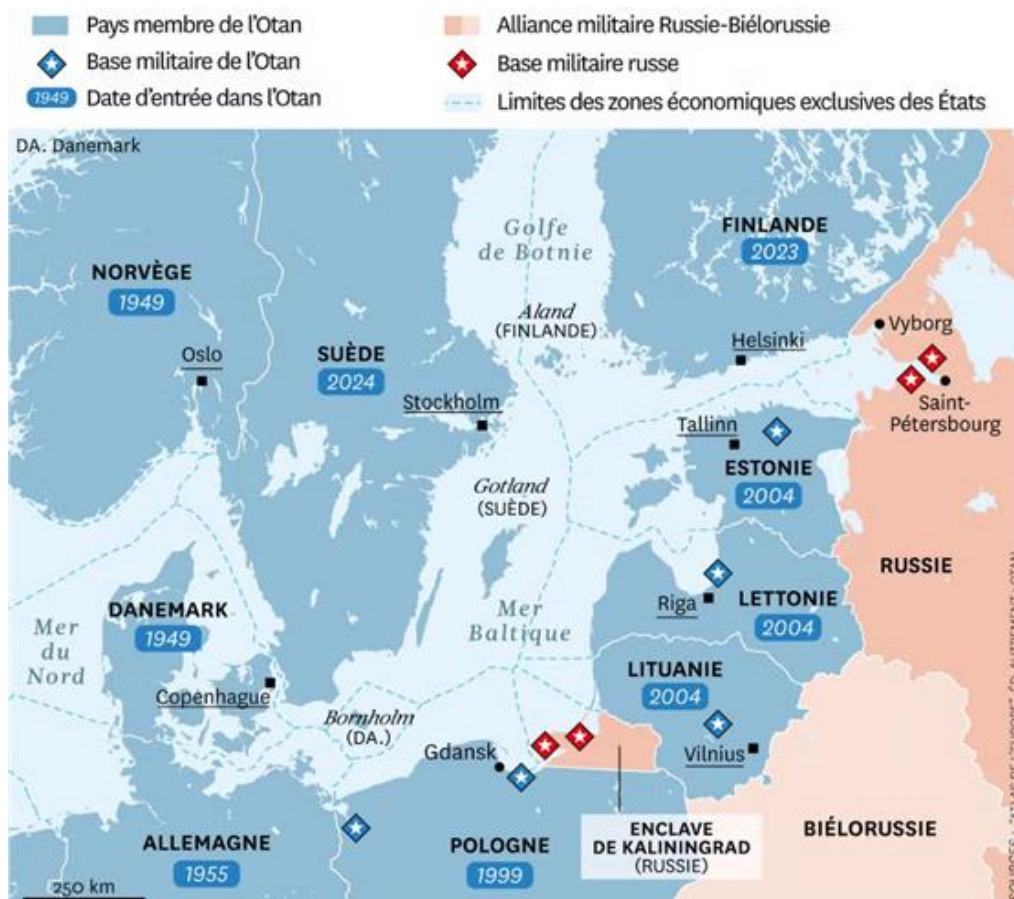 Pays membre de l'Otan
Base militaire de l'Otan
1949 Date d'entrée dans l'Otan
Alliance militaire Russie-Biélorussie
Base militaire russe
Limites des zones économiques exclusives des États
DA. Danemark
NORVÈGE
1949
Oslo
SUÈDE
2024
Stockholm
Golfe
de Botnie
Aland
(FINLANDE)
FINLANDE
2023
Helsinki
Vyborg
Saint-
Pétersbourg
Tallinn
ESTONIE
2004
Gotland
(SUÈDE)
RUSSIE
Riga
LETTONIE
2004
Mer
Baltique
DANEMARK
1949
Mer
du
Nord
Copenhague
LITUANIE
2004
Vilnius
Bornholm
(DA.)
Gdansk
ENCLAVE
DE KALININGRAD
(RUSSIE)
BIÉLORUSSIE
ALLEMAGNE
1955
POLOGNE
1999
250 km